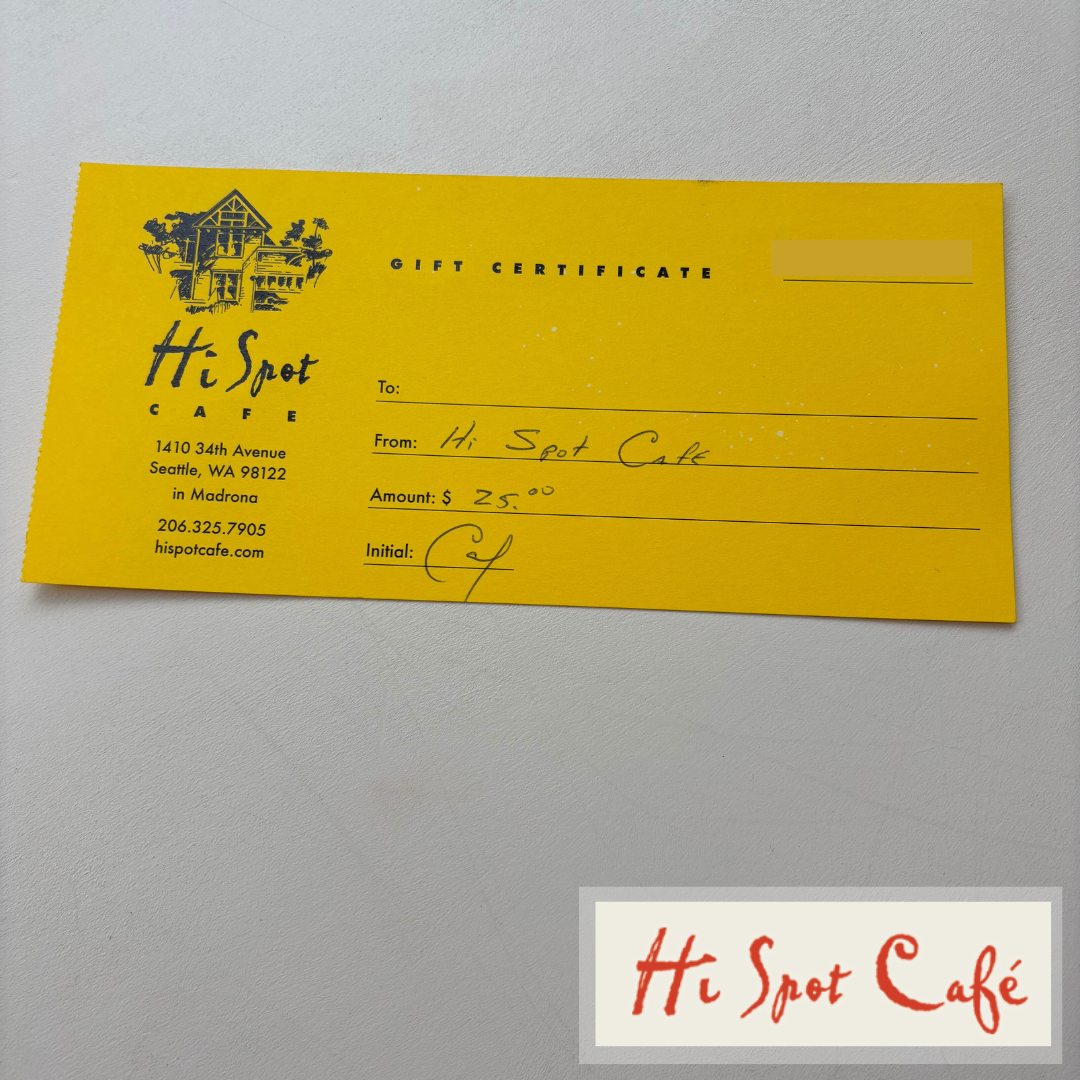 GIFT CERTIFICATE
Hi Spot
CAFE
1410 34th Avenue
Seattle, WA 98122
in Madrona
206.325.7905
hispotcafe.com
To:
From: Hi Spot Cafe
Amount: $ 25.00
Initial:
Hi Spot Café